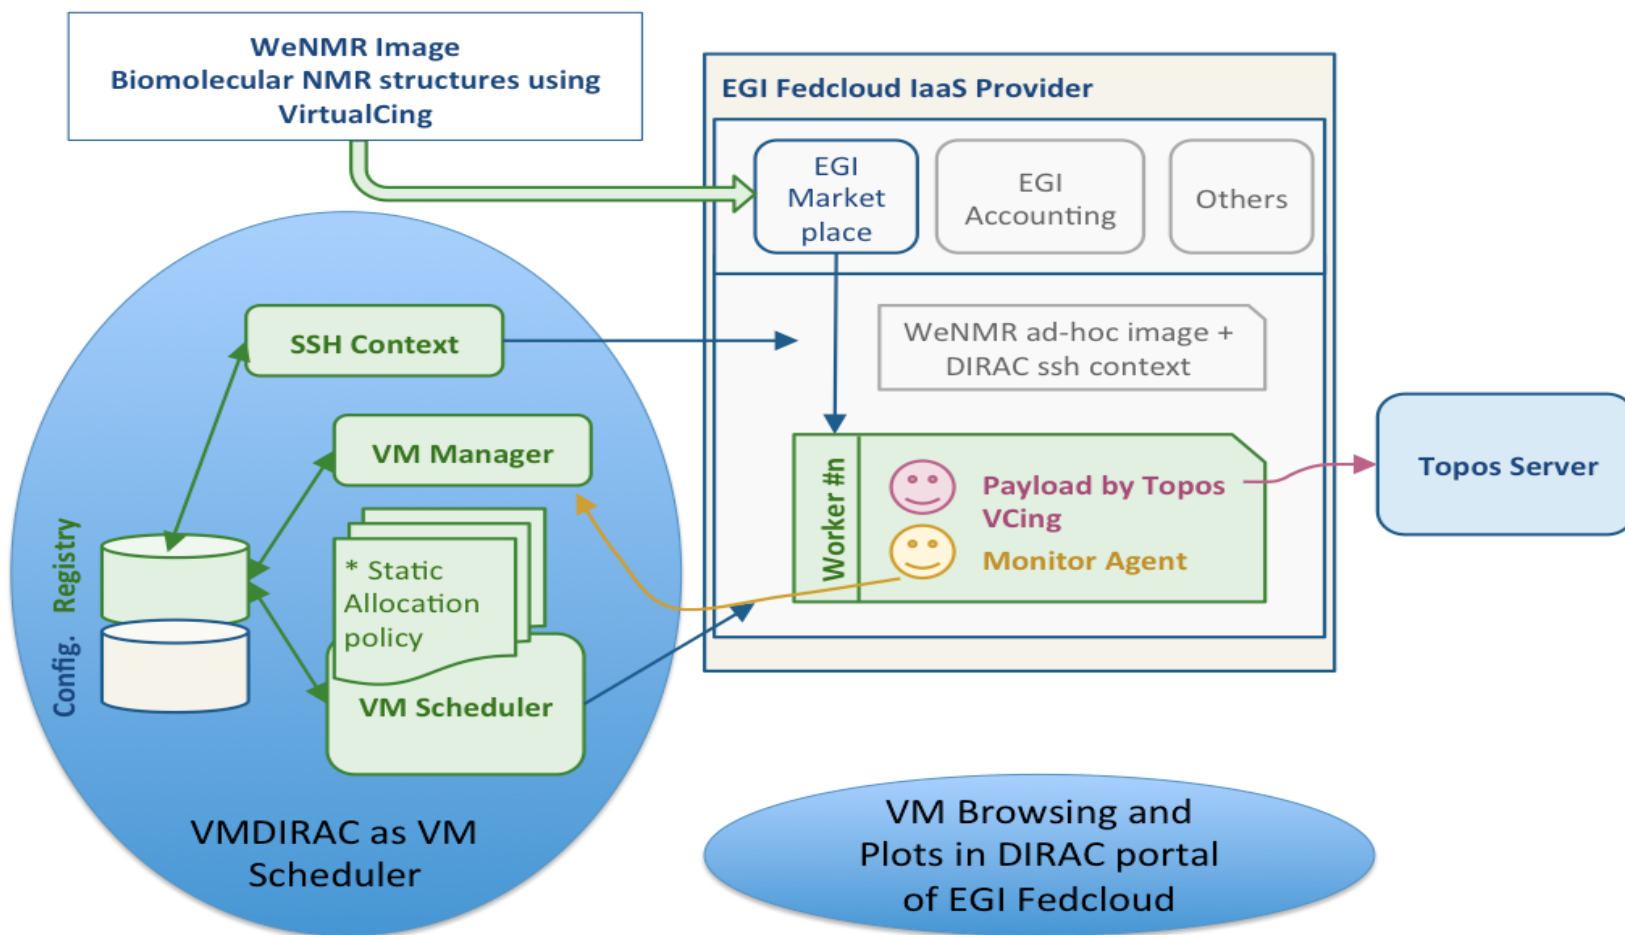 WeNMR Image
Biomolecular NMR structures using
VirtualCing
EGI Fedcloud IaaS Provider
EGI
Market
place
EGI
Accounting
Others
SSH Context
WeNMR ad-hoc image +
DIRAC ssh context
VM Manager
Registry
Config.
* Static
Allocation
policy
VM Scheduler
Worker #n
Payload by Topos
VCing
Monitor Agent
Topos Server
VMDIRAC as VM
Scheduler
VM Browsing and
Plots in DIRAC portal
of EGI Fedcloud